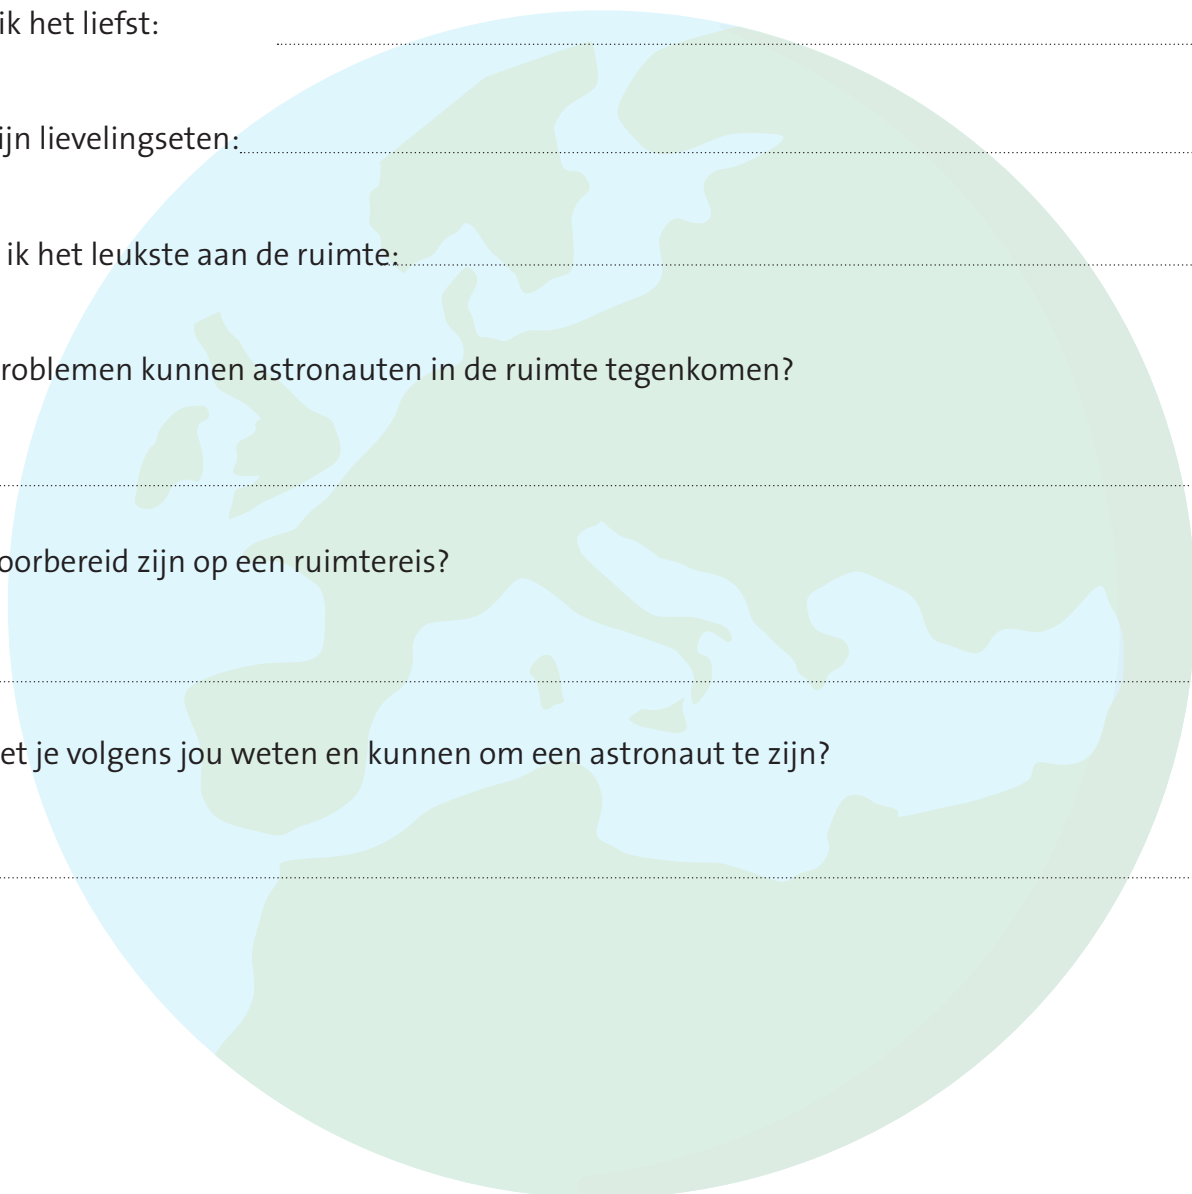 ik het liefst:
ijn lievelingseten:
ik het leukste aan de ruimte:
roblemen kunnen astronauten in de ruimte tegenkomen?
oorbereid zijn op een ruimtereis?
et je volgens jou weten en kunnen om een astronaut te zijn?